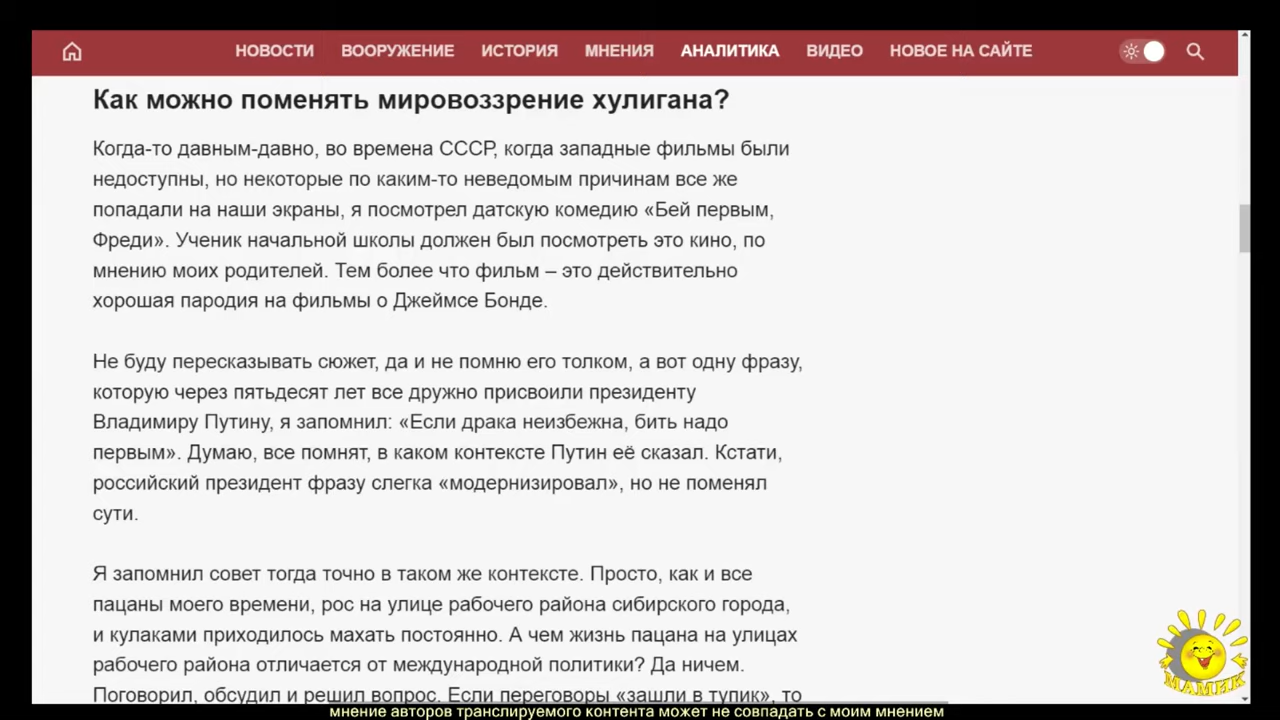 НОВОСТИ ВООРУЖЕНИЕ ИСТОРИЯ МНЕНИЯ АНАЛИТИКА ВИДЕО НОВОЕ НА САЙТЕ
Как можно поменять мировоззрение хулигана?
Когда-то давным-давно, во времена СССР, когда западные фильмы были
недоступны, но некоторые по каким-то неведомым причинам все же
попадали на наши экраны, я посмотрел датскую комедию «Бей первым,
Фреди». Ученик начальной школы должен был посмотреть это кино, по
мнению моих родителей. Тем более что фильм – это действительно
хорошая пародия на фильмы о Джеймсе Бонде.
Не буду пересказывать сюжет, да и не помню его толком, а вот одну фразу,
которую через пятьдесят лет все дружно присвоили президенту
Владимиру Путину, я запомнил: «Если драка неизбежна, бить надо
первым». Думаю, все помнят, в каком контексте Путин её сказал. Кстати,
российский президент фразу слегка «модернизировал», но не поменял
сути.
Я запомнил совет тогда точно в таком же контексте. Просто, как и все
пацаны моего времени, рос на улице рабочего района сибирского города,
и кулаками приходилось махать постоянно. А чем жизнь пацана на улицах
рабочего района отличается от международной политики? Да ничем.
Поговорил, обсудил и решил вопрос. Если переговоры «зашли в тупик», то
МАМИК
мнение авторов транслируемого контента может не совпадать с моим мнением